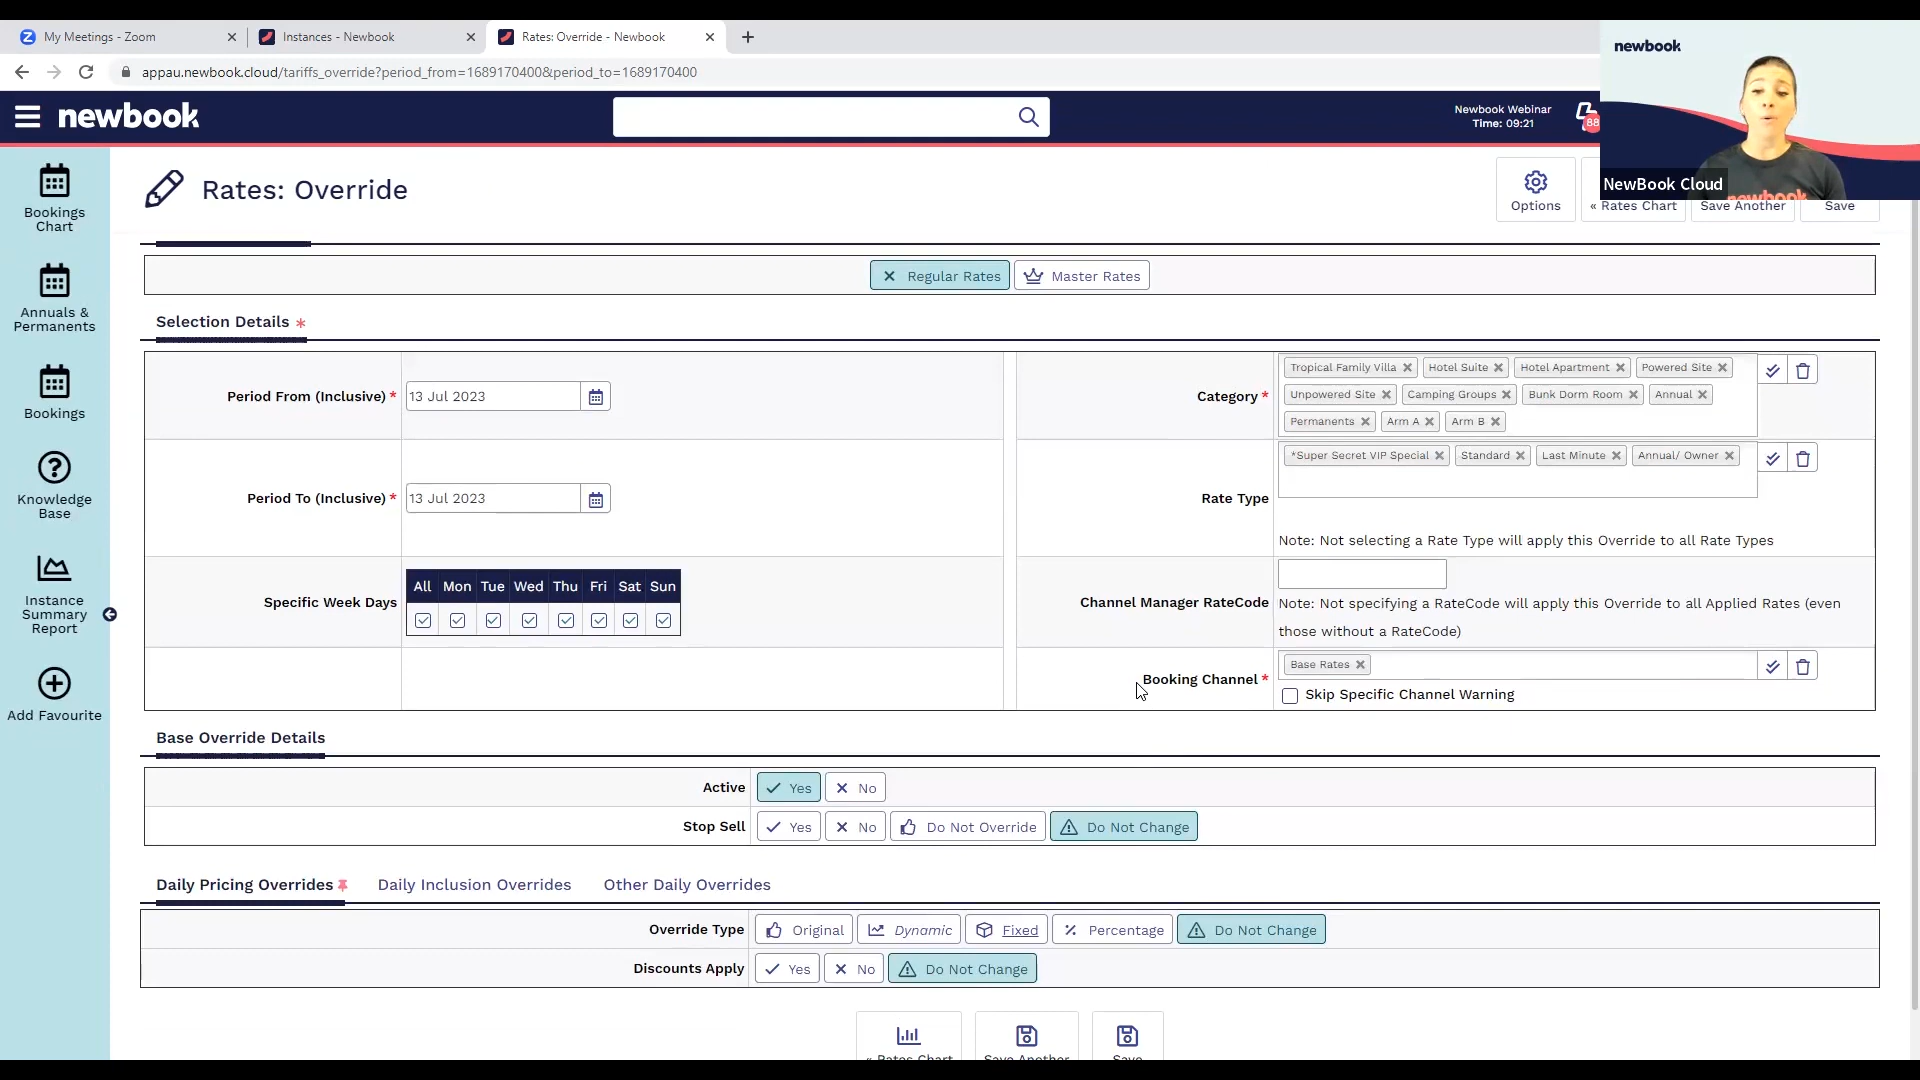 My Meetings - Zoom
Instances - Newbook
Rates: Override - Newbook
appau.newbook.cloud/tariffs_override?period_from=1689170400&period_to=1689170400
newbook
Newbook Webinar
Time: 09:21
88
newbook
newbook
NewBook Cloud
Bookings
Chart
Annuals &
Permanents
Bookings
Knowledge
Base
Instance
Summary
Report
Add Favourite
Rates: Override
Options
« Rates Chart
Save Another
Save
Regular Rates
Master Rates
Selection Details *
Period From (Inclusive) *
13 Jul 2023
Category *
Tropical Family Villa
Hotel Suite
Hotel Apartment
Powered Site
Unpowered Site
Camping Groups
Bunk Dorm Room
Annual
Permanents
Arm A
Arm B
Period To (Inclusive) *
13 Jul 2023
Rate Type
*Super Secret VIP Special
Standard
Last Minute
Annual/ Owner
Note: Not selecting a Rate Type will apply this Override to all Rate Types
Specific Week Days
All Mon Tue Wed Thu Fri Sat Sun
Channel Manager RateCode
Note: Not specifying a RateCode will apply this Override to all Applied Rates (even
those without a RateCode)
Booking Channel *
Base Rates
Skip Specific Channel Warning
Base Override Details
Active
Yes
No
Stop Sell
Yes
No
Do Not Override
Do Not Change
Daily Pricing Overrides
Daily Inclusion Overrides
Other Daily Overrides
Override Type
Original
Dynamic
Fixed
Percentage
Do Not Change
Discounts Apply
Yes
No
Do Not Change
« Rates Chart
Save Another
Save